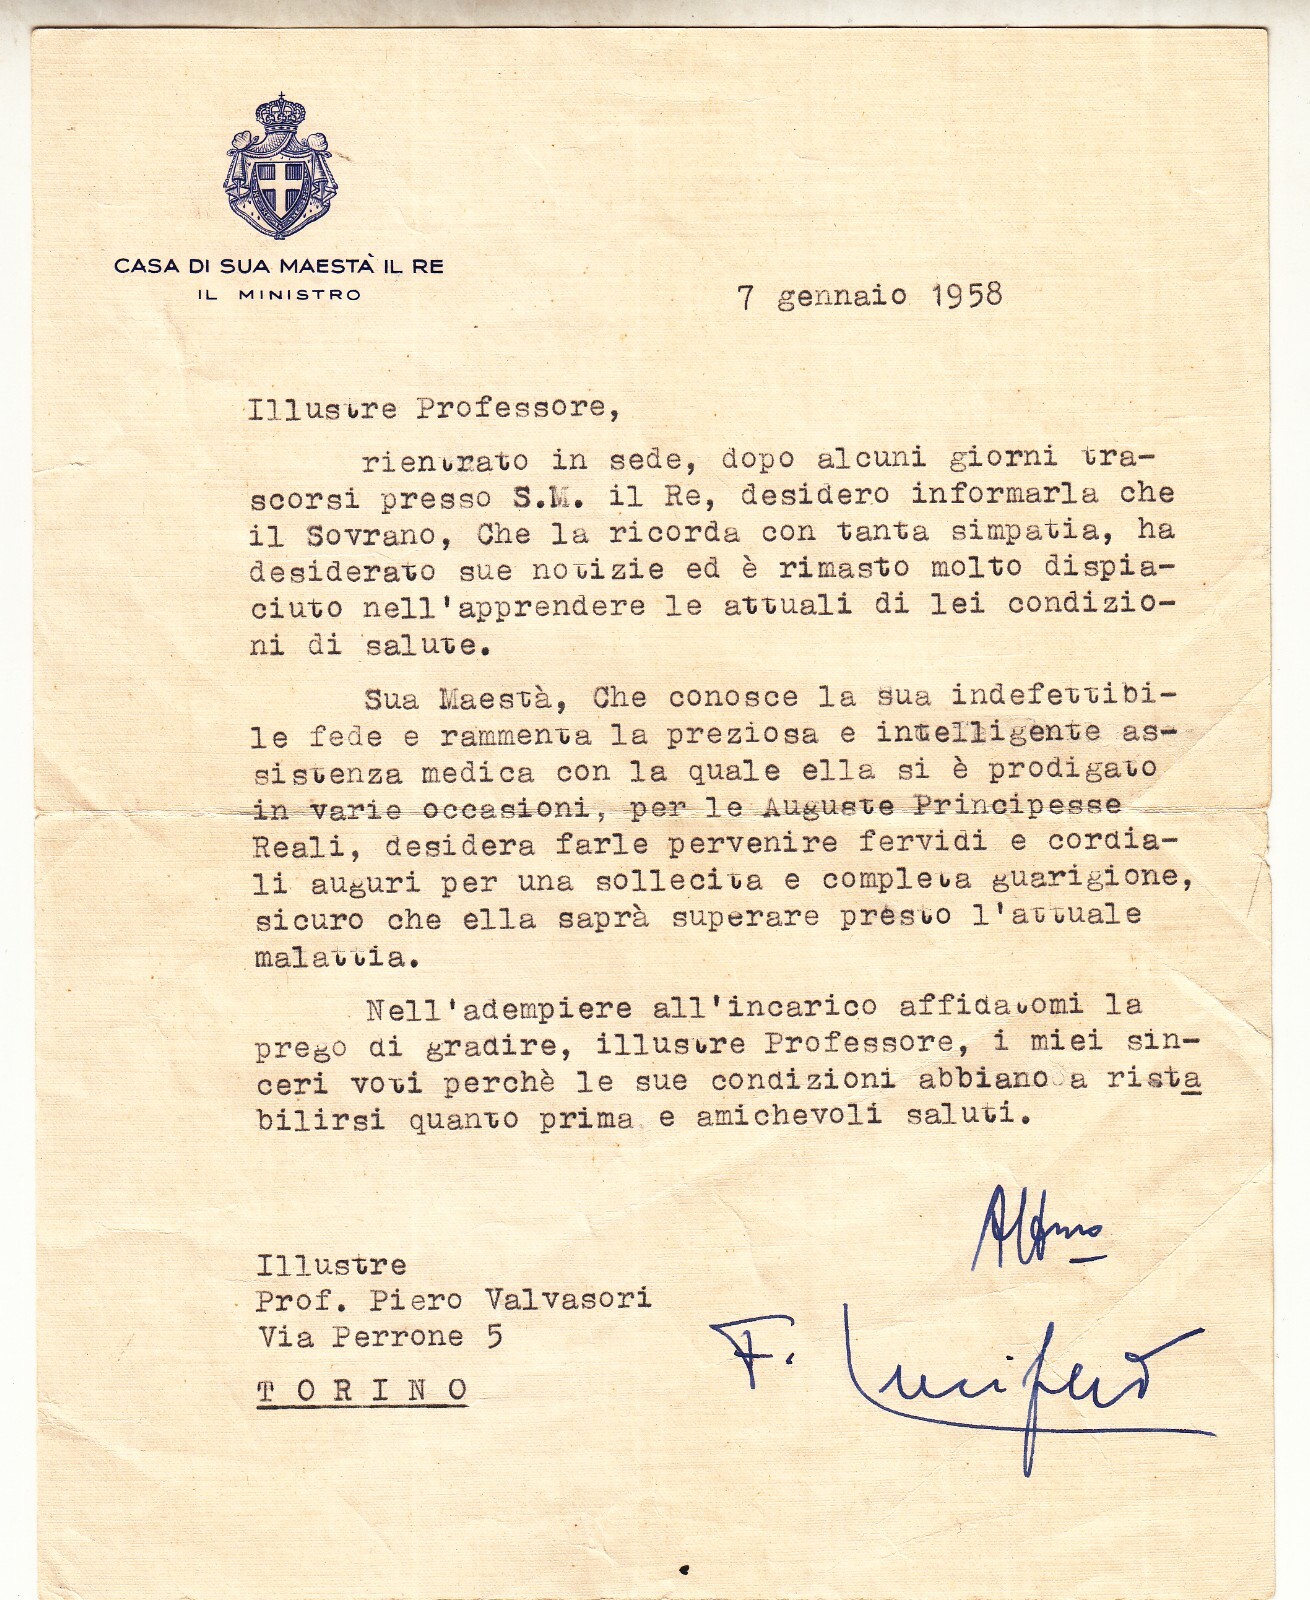 CASA DI SUA MAESTÀ IL RE
IL MINISTRO
7 gennaio 1958
Illustre Professore,
rientrato in sede, dopo alcuni giorni tra-
scorsi presso S.M. il Re, desidero informarla che
il Sovrano, Che la ricorda con tanta simpatia, ha
desiderato sue notizie ed è rimasto molto dispia-
ciuto nell'apprendere le attuali di lei condizio-
ni di salute.
Sua Maestà, Che conosce la sua indefettibi-
le fede e rammenta la preziosa e intelligente as-
sistenza medica con la quale ella si è prodigato
in varie occasioni, per le Auguste Principesse
Reali, desidera farle pervenire fervidi e cordia-
li auguri per una sollecita e completa guarigione,
sicuro che ella saprà superare presto l'attuale
malattia.
Nell'adempiere all'incarico affidatomi la
prego di gradire, illustre Professore, i miei sin-
ceri voti perchè le sue condizioni abbiano a rista
bilirsi quanto prima e amichevoli saluti.
Illustre
Prof. Piero Valvasori
Via Perrone 5
TORINO
F. Lucifero